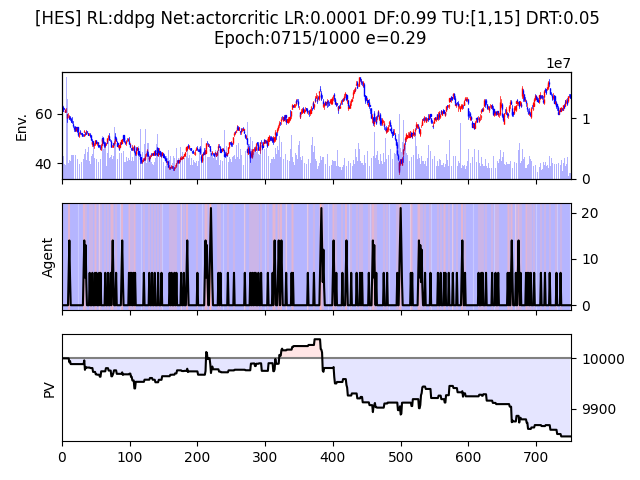 [HES] RL:ddpg Net:actorcritic LR:0.0001 DF:0.99 TU:[1,15] DRT:0.05
Epoch:0715/1000 e=0.29
1e7
Env.
60
40
1
0
Agent
20
10
0
PV
10000
9900
0 100 200 300 400 500 600 700